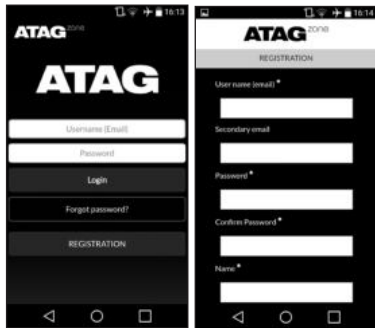 16:13
ATAG zone
ATAG
Username (Email)
Password
Login
Forgot password?
REGISTRATION
16:14
ATAG zone
REGISTRATION
User name (email) *
Secondary email
Password *
Confirm Password *
Name *